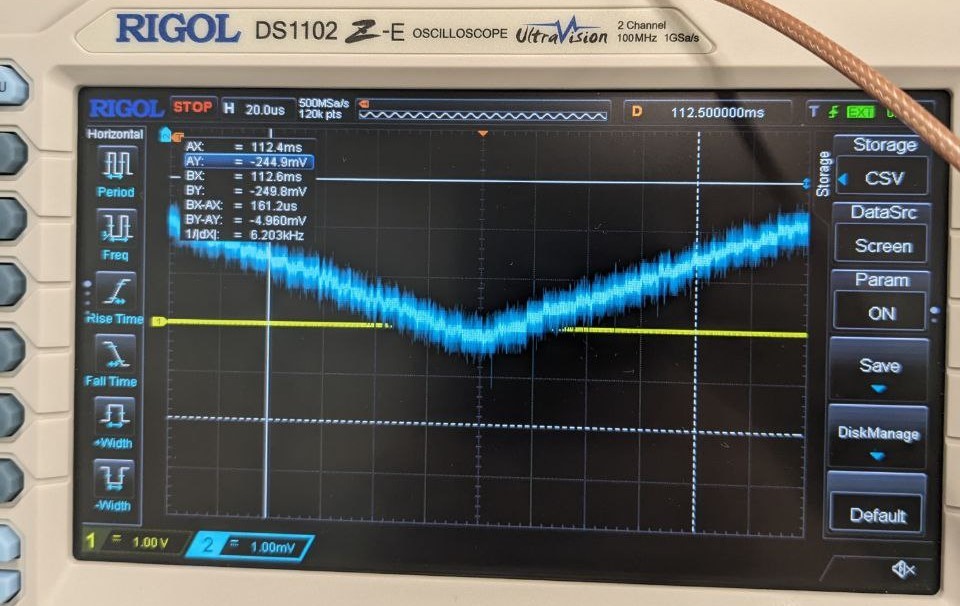 RIGOL DS1102 Z-E OSCILLOSCOPE UltraVision 2 Channel 100MHz 1GSa/s
U
RIGOL STOP H 20.0us 500MSa/s 120k pts D 112.500000ms T EXT
Horizontal
Period
Freq
Rise Time
Fall Time
+Width
-Width
AX: = 112.4ms
AY: = -244.9mV
BX: = 112.6ms
BY: = -249.8mV
BX-AX: = 161.2us
BY-AY: = -4.960mV
1/|dX|: = 6.203kHz
1
Storage
Storage
CSV
DataSrc
Screen
Param
ON
Save
DiskManage
Default
1 = 1.00 V
2 = 1.00mV